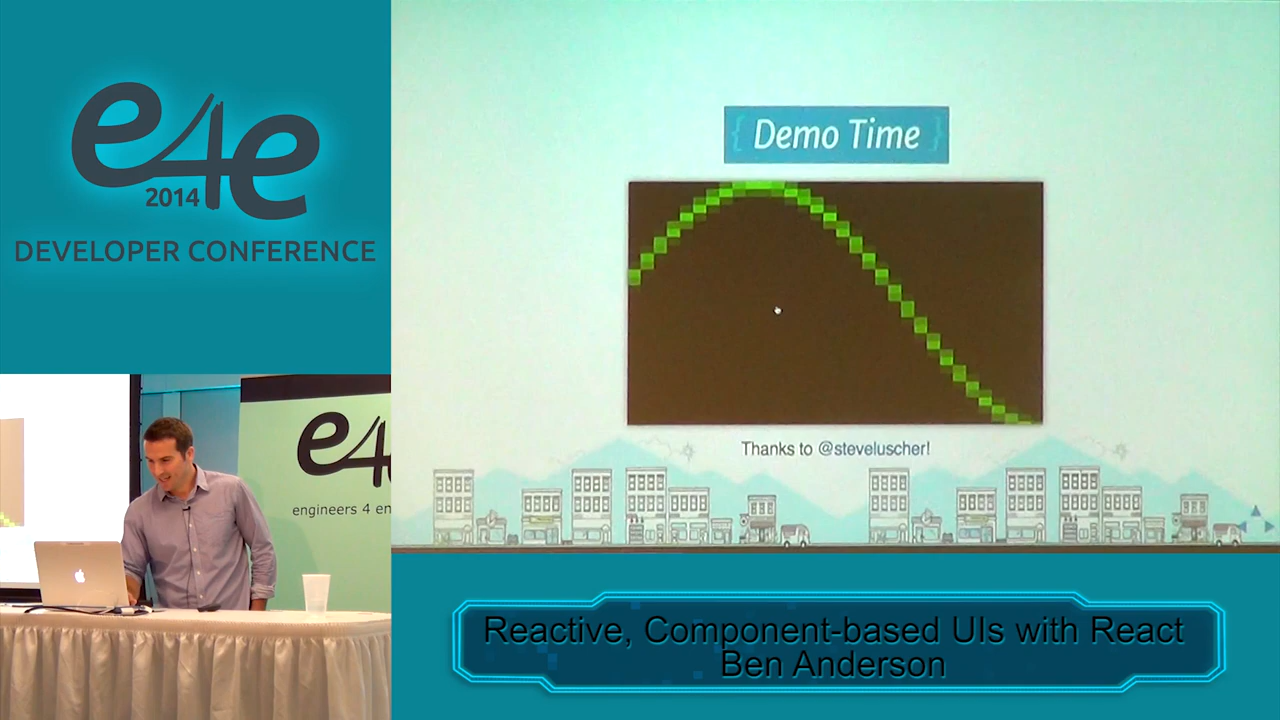 e4e
2014
DEVELOPER CONFERENCE
{ Demo Time }
Thanks to @steveluscher!
e4
engineers 4 en
Reactive, Component-based UIs with React
Ben Anderson